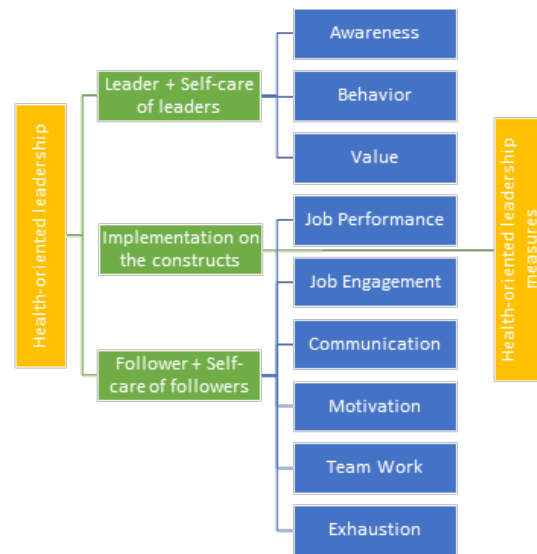 Health-oriented leadership
Leader + Self-care
of leaders
Implementation on
the constructs
Follower + Self-
care of followers
Awareness
Behavior
Value
Job Performance
Job Engagement
Communication
Motivation
Team Work
Exhaustion
Health-oriented leadership
measures